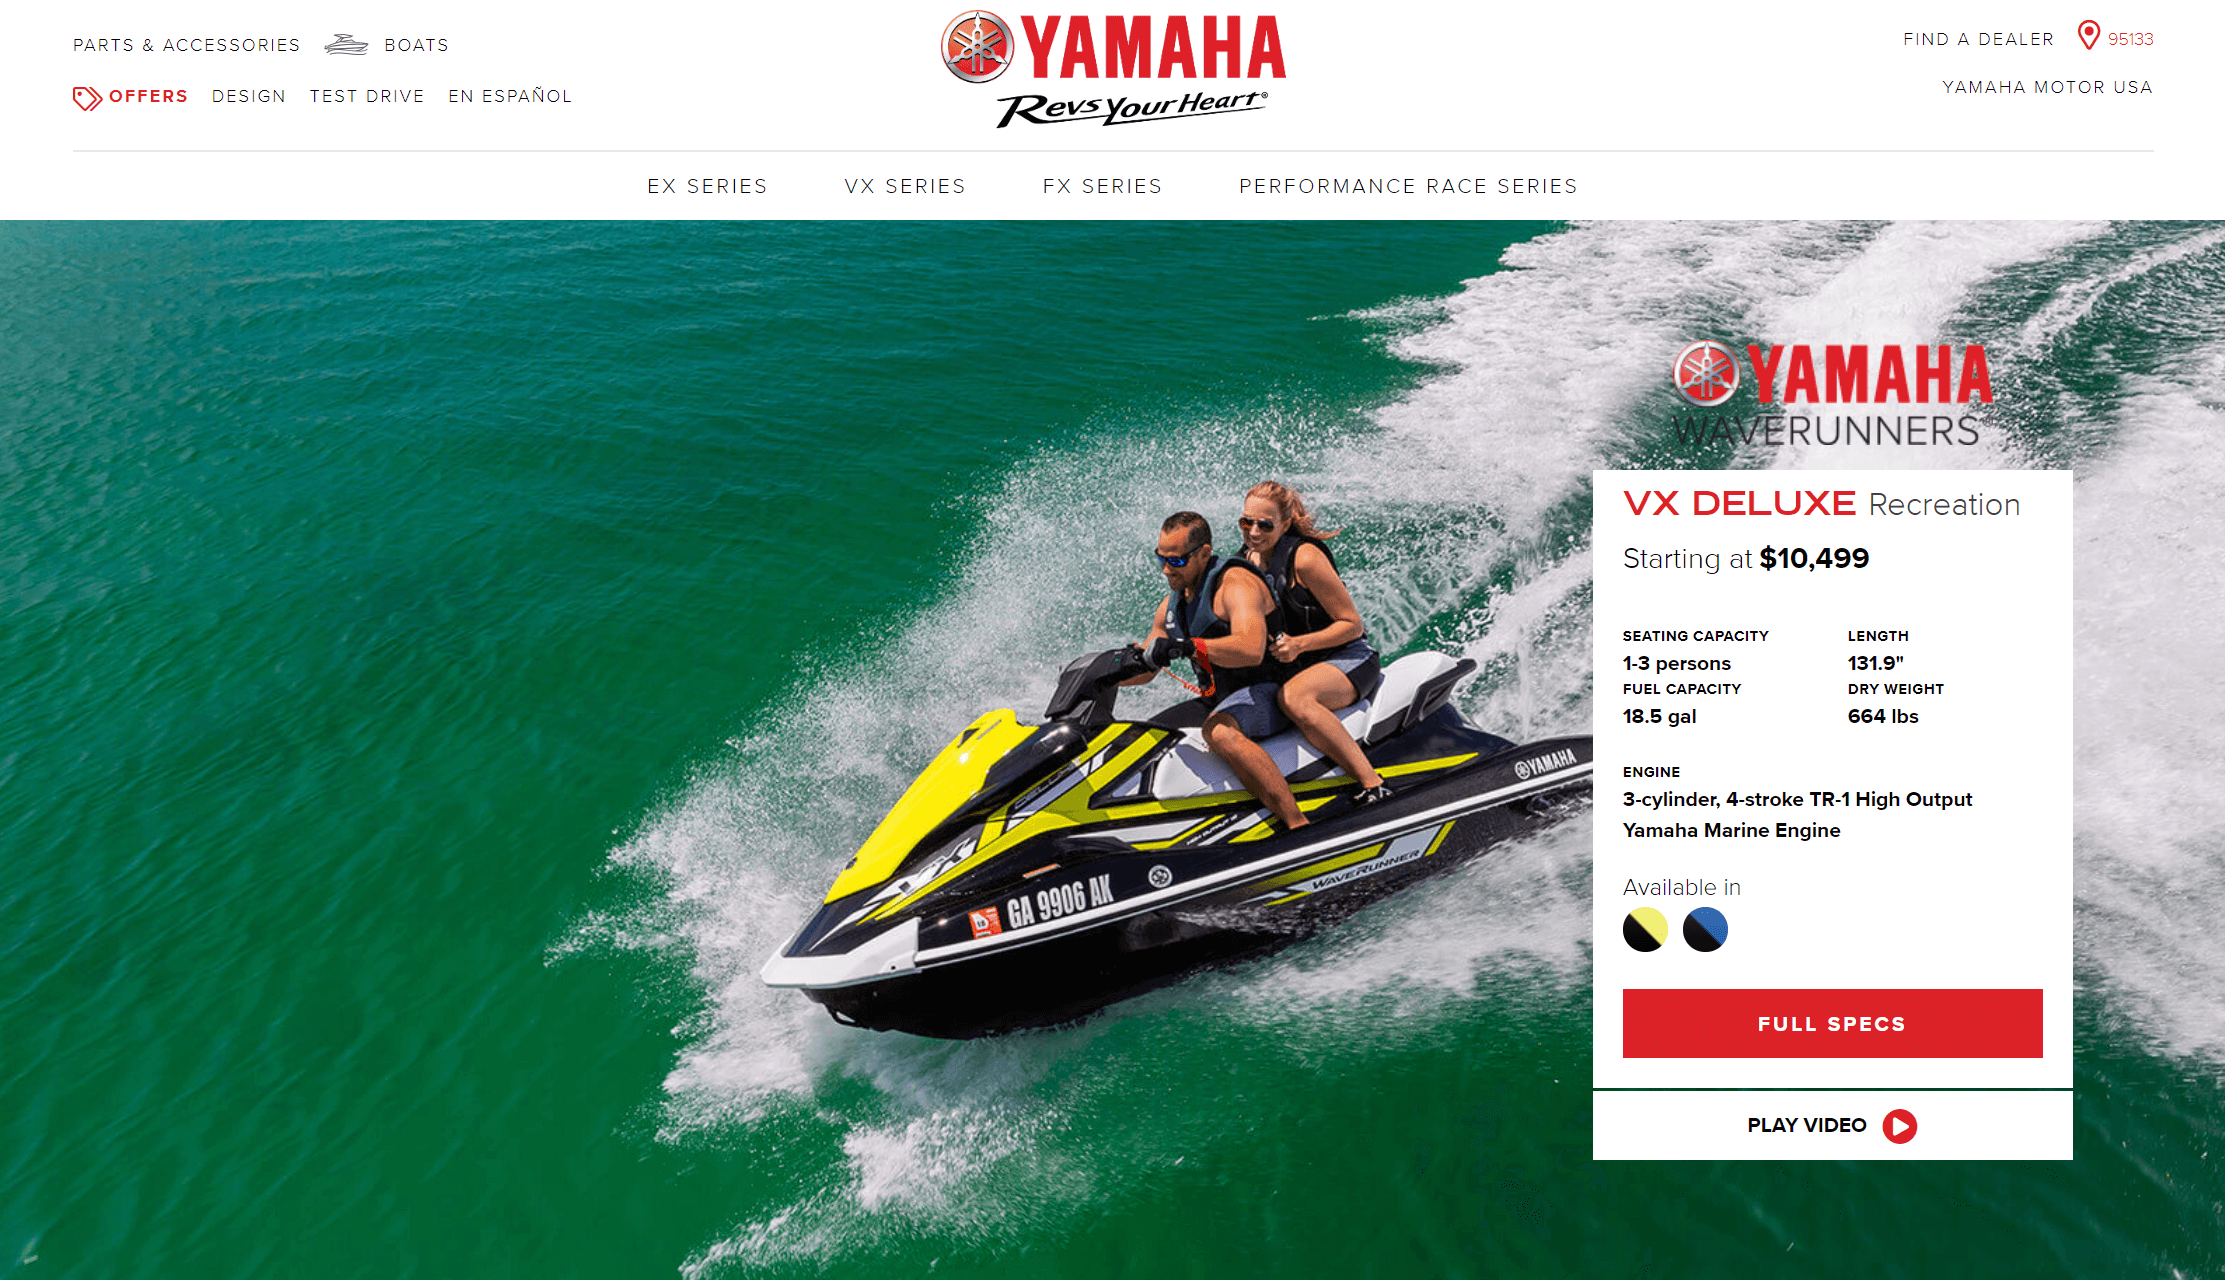 PARTS & ACCESSORIES BOATS
OFFERS DESIGN TEST DRIVE EN ESPAÑOL
YAMAHA
Revs Your Heart®
FIND A DEALER 95133
YAMAHA MOTOR USA
EX SERIES VX SERIES FX SERIES PERFORMANCE RACE SERIES
YAMAHA
WAVERUNNERS
VX DELUXE Recreation
Starting at $10,499
SEATING CAPACITY LENGTH
1-3 persons 131.9"
FUEL CAPACITY DRY WEIGHT
18.5 gal 664 lbs
ENGINE
3-cylinder, 4-stroke TR-1 High Output
Yamaha Marine Engine
Available in
FULL SPECS
PLAY VIDEO
YAMAHA
DELUXE
VX
WAVERUNNER
GA 9906 AK